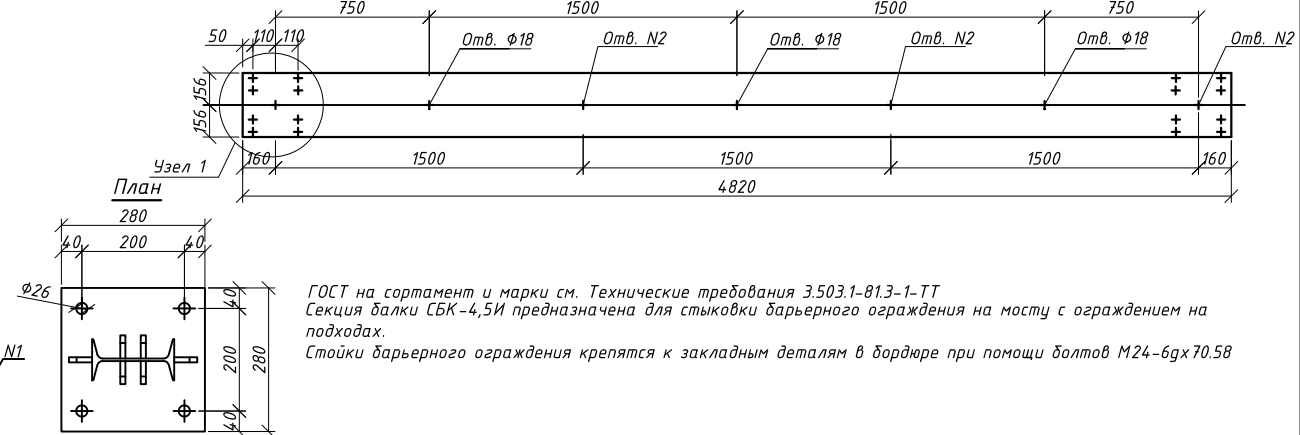 750 1500 1500 750
50 110 110
Отв. Ф18 Отв. N2 Отв. Ф18 Отв. N2 Отв. Ф18 Отв. N2
156
156
Узел 1
160 1500 1500 1500 160
4820
План
280
40 200 40
Ф26
40
200 280
40
N1
ГОСТ на сортамент и марки см. Технические требования 3.503.1-81.3-1-ТТ
Секция балки СБК-4,5И предназначена для стыковки барьерного ограждения на мосту с ограждением на
подходах.
Стойки барьерного ограждения крепятся к закладным деталям в бордюре при помощи болтов М24-6gx70.58